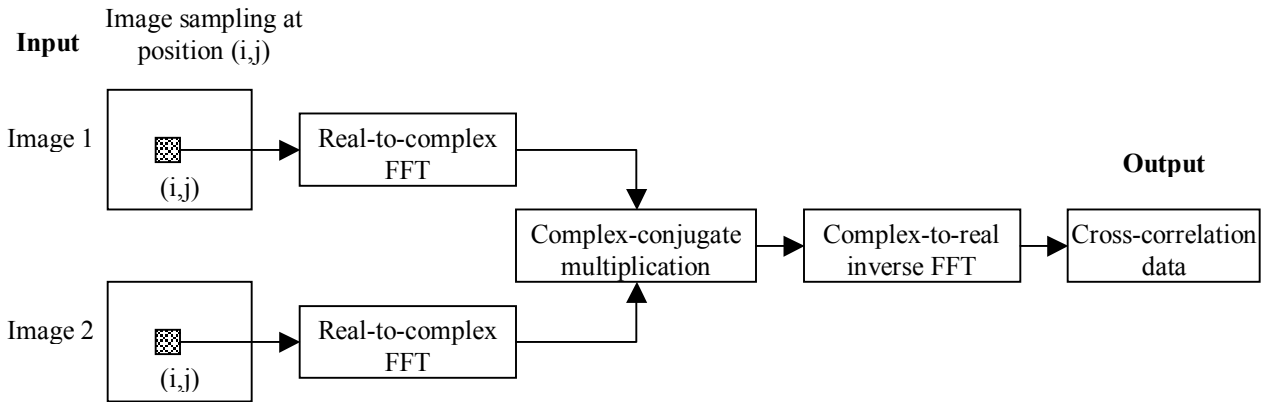 Input
Image sampling at
position (i,j)
Image 1
(i,j)
Real-to-complex
FFT
Output
Complex-conjugate
multiplication
Complex-to-real
inverse FFT
Cross-correlation
data
Image 2
(i,j)
Real-to-complex
FFT